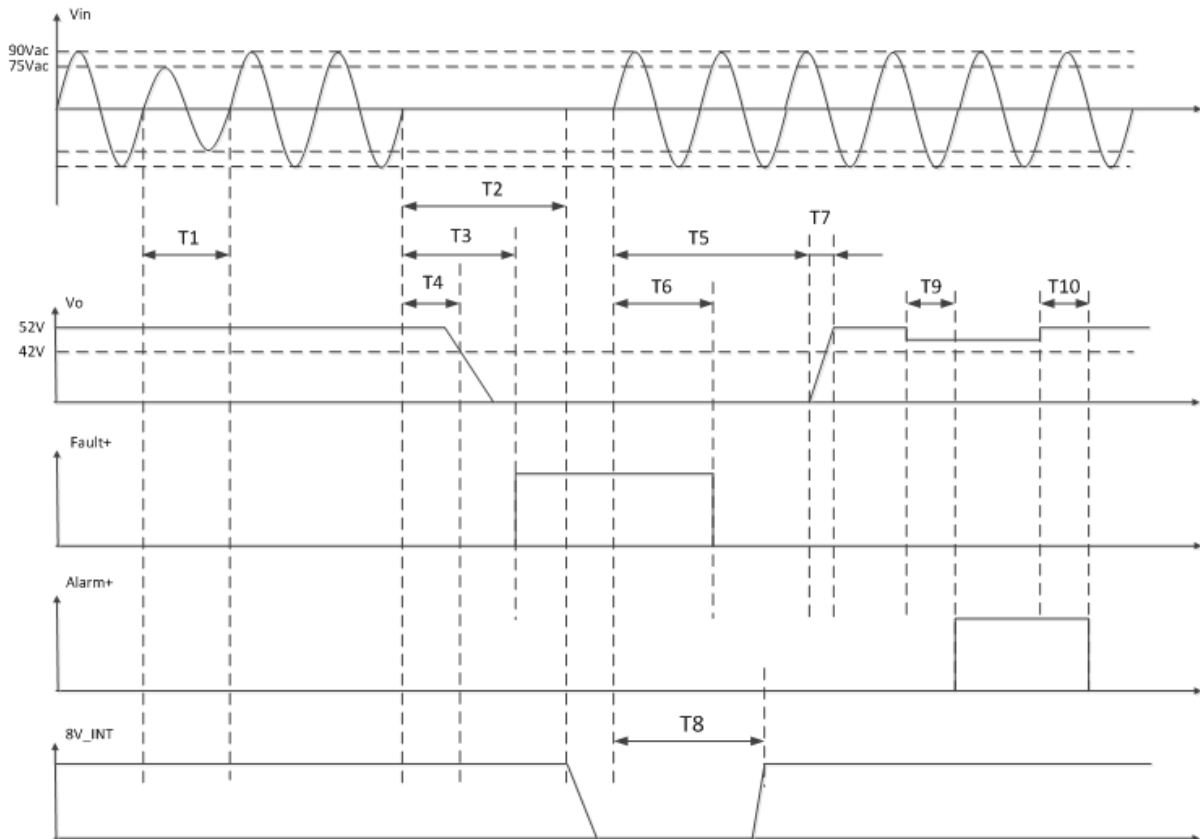 Vin
90Vac
75Vac
T2
T7
T1
T3
T5
T4
T6
T9
T10
Vo
52V
42V
Fault+
Alarm+
8V_INT
T8